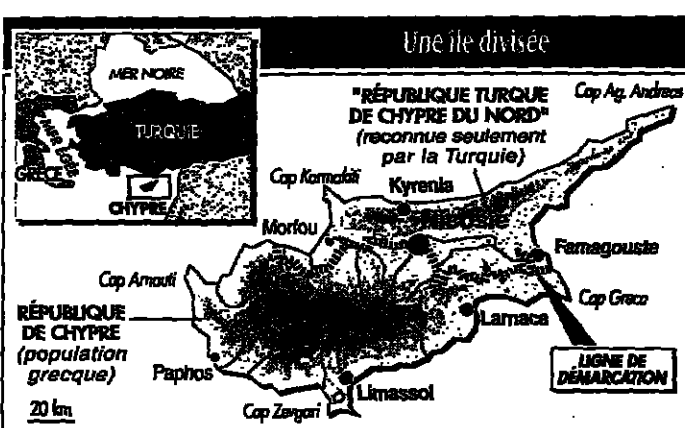 Une île divisée
MER NOIRE
TURQUIE
MER EGÉE
GRÈCE
CHYPRE
"RÉPUBLIQUE TURQUE
DE CHYPRE DU NORD"
(reconnue seulement
par la Turquie)
Cap Ag. Andreas
Cap Kormakiti
Kyrenia
Morfou
Famagouste
Cap Arnauti
Cap Greco
RÉPUBLIQUE
DE CHYPRE
(population
grecque)
Larnaca
LIGNE DE
DÉMARCATION
Paphos
Limassol
Cap Zevgari
20 km